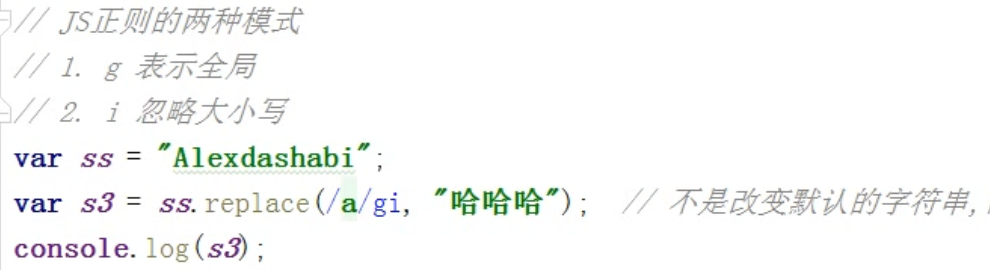 // JS正则的两种模式
// 1. g 表示全局
// 2. i 忽略大小写
var ss = "Alexdashabi";
var s3 = ss.replace(/a/gi, "哈哈哈"); // 不是改变默认的字符串,
console.log(s3);